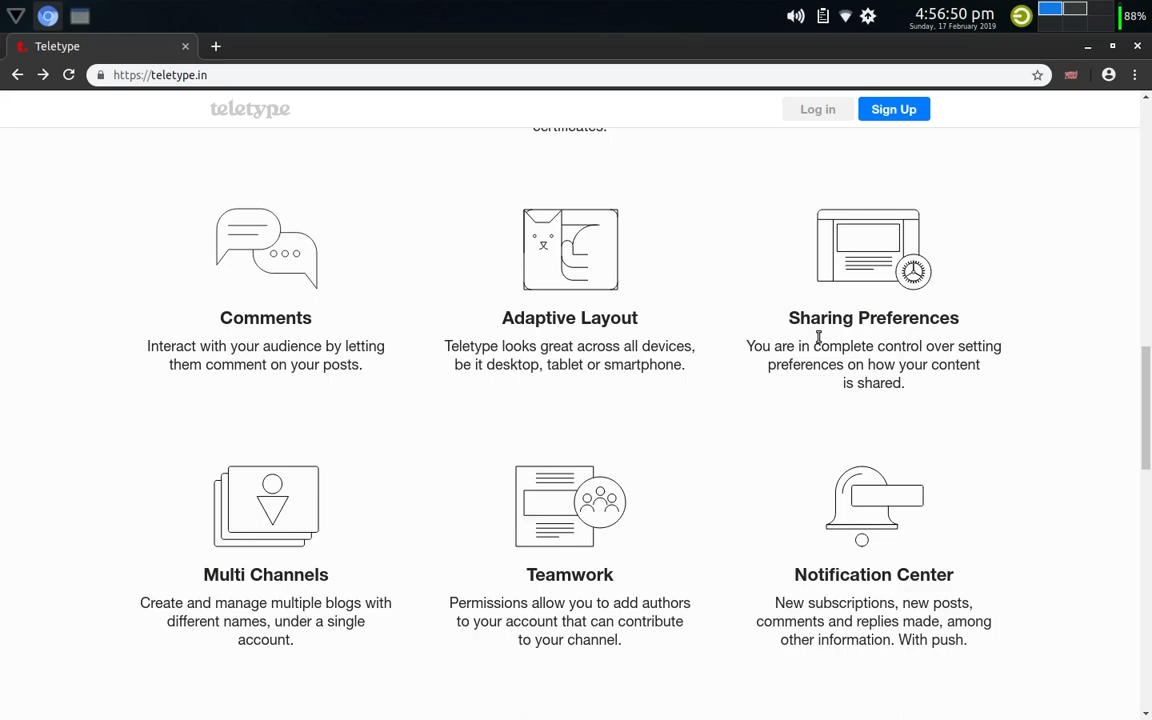 4:56:50 pm
Sunday, 17 February 2019
88%
Teletype
https://teletype.in
teletype
Log in
Sign Up
certificates.
Comments
Interact with your audience by letting
them comment on your posts.
Adaptive Layout
Teletype looks great across all devices,
be it desktop, tablet or smartphone.
Sharing Preferences
You are in complete control over setting
preferences on how your content
is shared.
Multi Channels
Create and manage multiple blogs with
different names, under a single
account.
Teamwork
Permissions allow you to add authors
to your account that can contribute
to your channel.
Notification Center
New subscriptions, new posts,
comments and replies made, among
other information. With push.